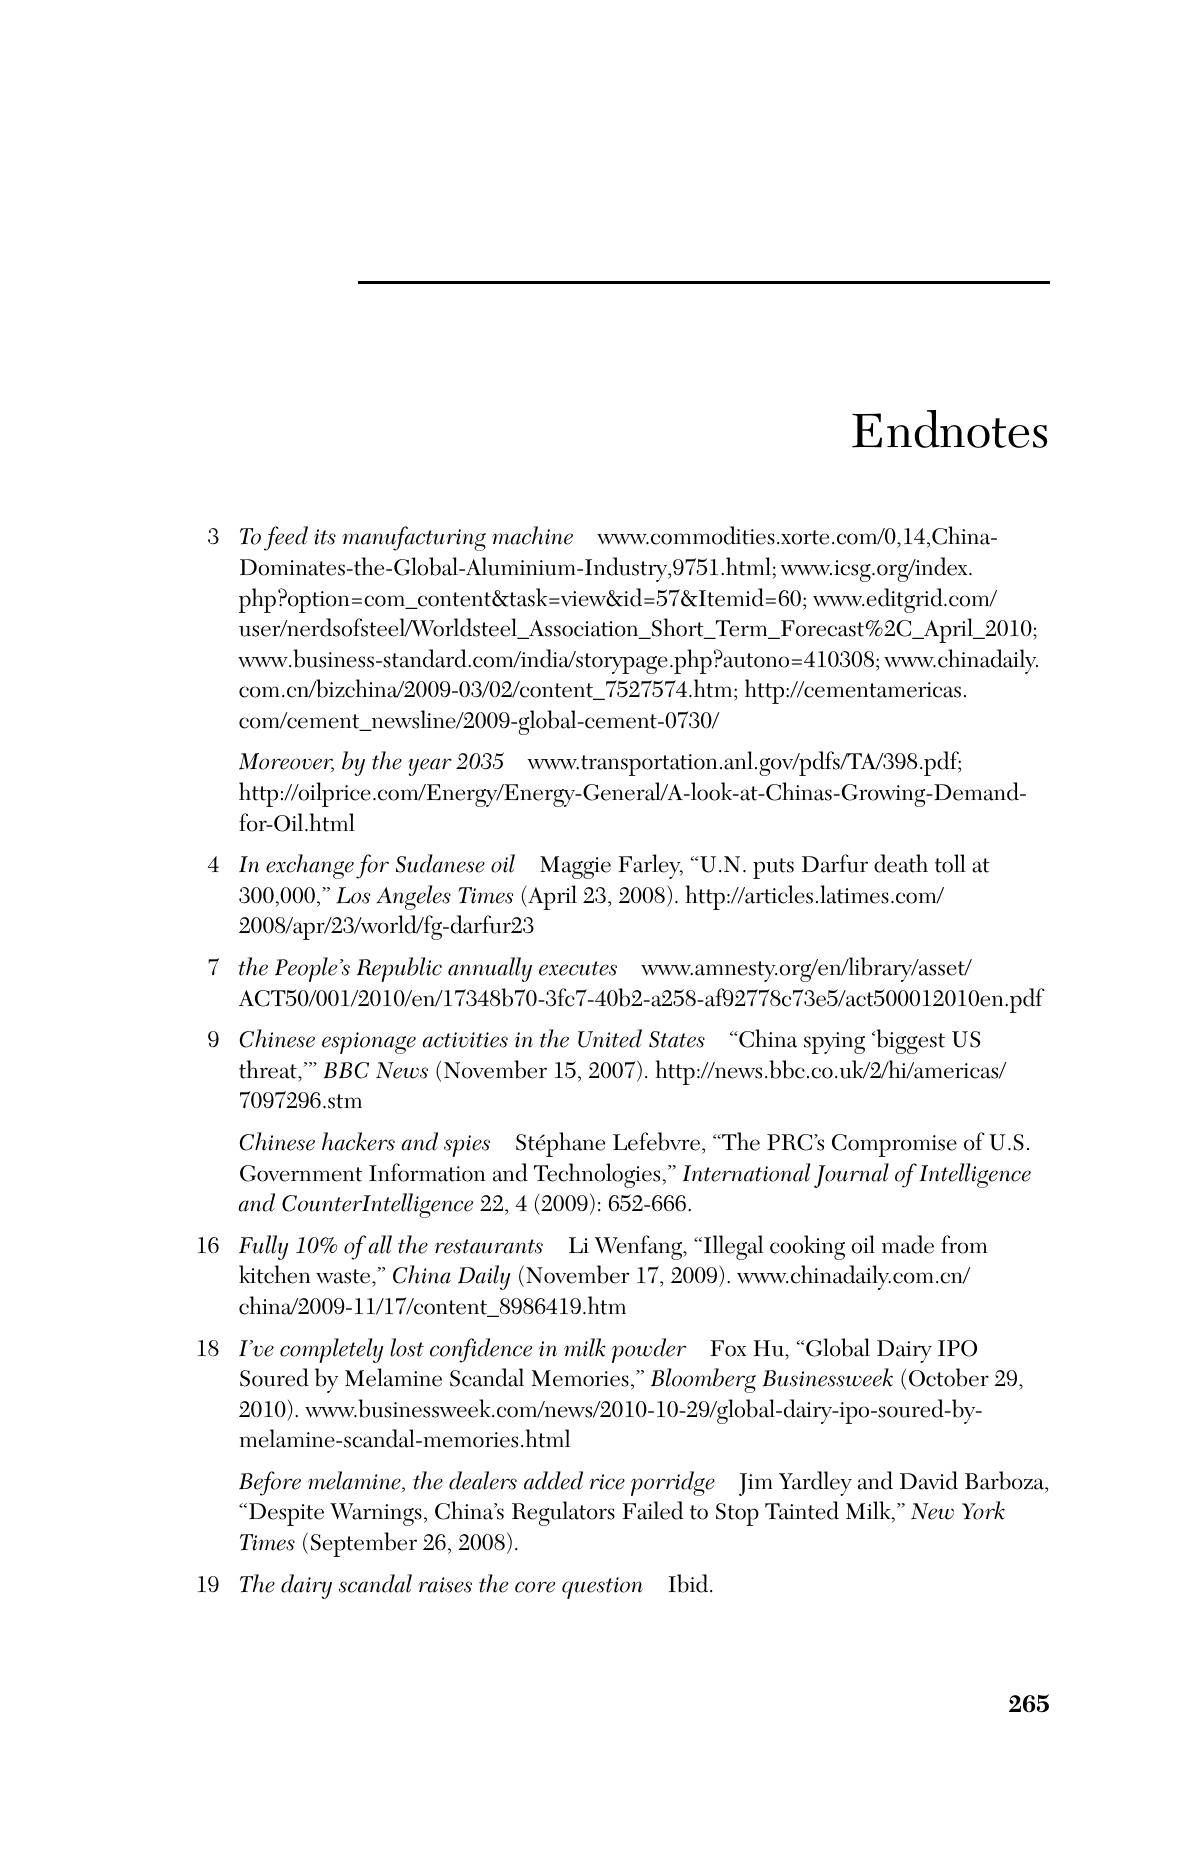 Endnotes
3 To feed its manufacturing machine www.commodities.xorte.com/0,14,China-
Dominates-the-Global-Aluminium-Industry,9751.html; www.icsg.org/index.
php?option=com_content&task=view&id=57&Itemid=60; www.editgrid.com/
user/nerdsofsteel/Worldsteel_Association_Short_Term_Forecast%2C_April_2010;
www.business-standard.com/india/storypage.php?autono=410308; www.chinadaily.
com.cn/bizchina/2009-03/02/content_7527574.htm; http://cementamericas.
com/cement_newsline/2009-global-cement-0730/
Moreover, by the year 2035 www.transportation.anl.gov/pdfs/TA/398.pdf;
http://oilprice.com/Energy/Energy-General/A-look-at-Chinas-Growing-Demand-
for-Oil.html
4 In exchange for Sudanese oil Maggie Farley, “U.N. puts Darfur death toll at
300,000,” Los Angeles Times (April 23, 2008). http://articles.latimes.com/
2008/apr/23/world/fg-darfur23
7 the People’s Republic annually executes www.amnesty.org/en/library/asset/
ACT50/001/2010/en/17348b70-3fc7-40b2-a258-af92778c73e5/act500012010en.pdf
9 Chinese espionage activities in the United States “China spying ‘biggest US
threat,’” BBC News (November 15, 2007). http://news.bbc.co.uk/2/hi/americas/
7097296.stm
Chinese hackers and spies Stéphane Lefebvre, “The PRC’s Compromise of U.S.
Government Information and Technologies,” International Journal of Intelligence
and CounterIntelligence 22, 4 (2009): 652-666.
16 Fully 10% of all the restaurants Li Wenfang, “Illegal cooking oil made from
kitchen waste,” China Daily (November 17, 2009). www.chinadaily.com.cn/
china/2009-11/17/content_8986419.htm
18 I’ve completely lost confidence in milk powder Fox Hu, “Global Dairy IPO
Soured by Melamine Scandal Memories,” Bloomberg Businessweek (October 29,
2010). www.businessweek.com/news/2010-10-29/global-dairy-ipo-soured-by-
melamine-scandal-memories.html
Before melamine, the dealers added rice porridge Jim Yardley and David Barboza,
“Despite Warnings, China’s Regulators Failed to Stop Tainted Milk,” New York
Times (September 26, 2008).
19 The dairy scandal raises the core question Ibid.
265